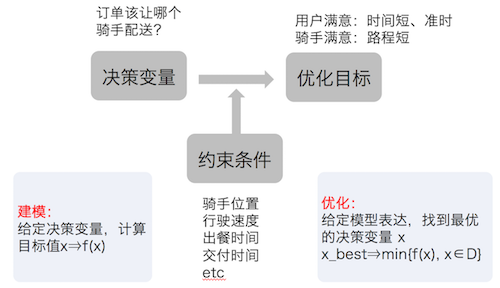 订单该让哪个
骑手配送?
用户满意：时间短、准时
骑手满意：路程短
决策变量
优化目标
约束条件
骑手位置
行驶速度
出餐时间
交付时间
etc
建模：
给定决策变量，计算
目标值x⇒f(x)
优化：
给定模型表达，找到最优
的决策变量 x
x_best⇒min{f(x), x∈D}